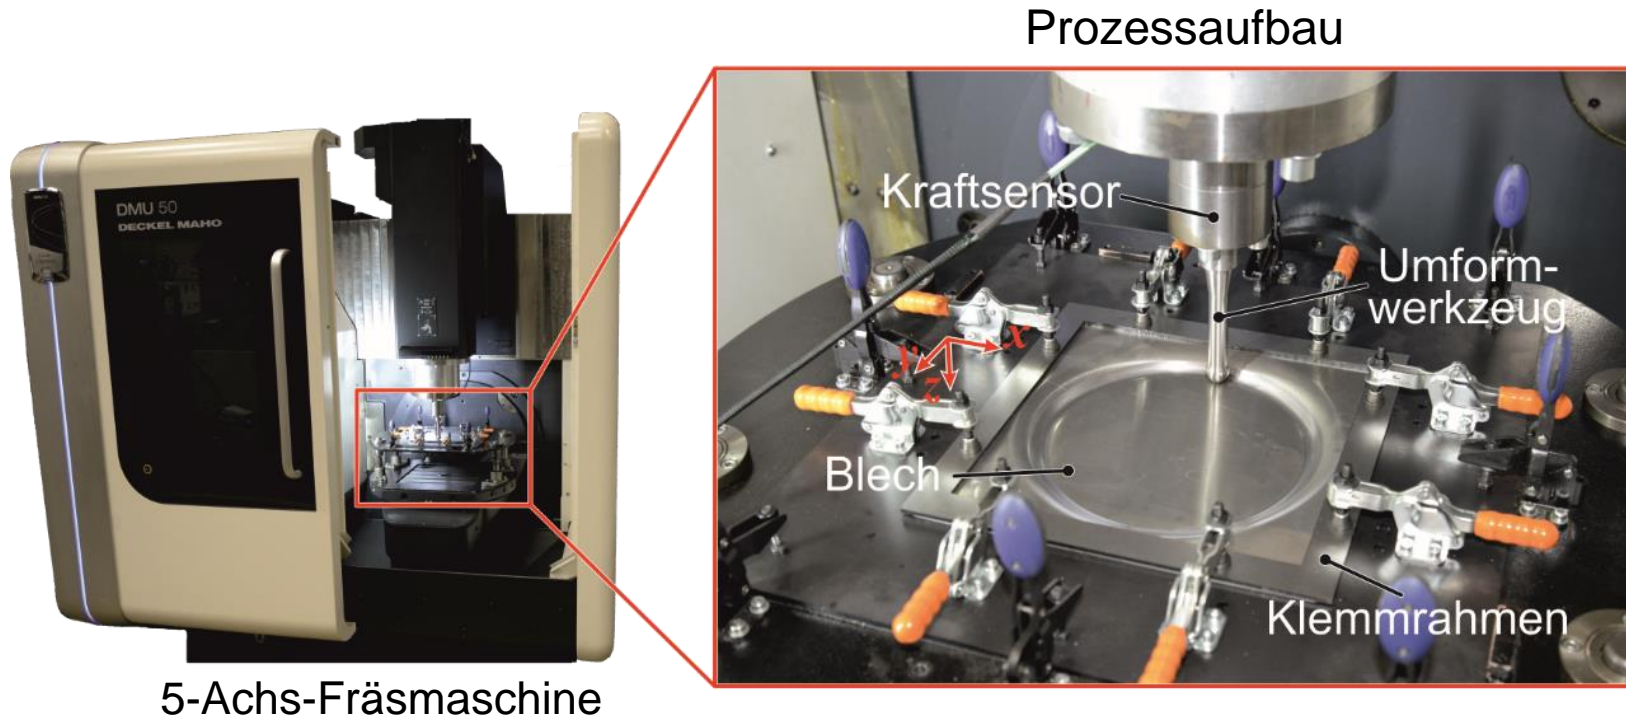 Prozessaufbau
DMU 50
DECKEL MAHO
Kraftsensor
Umform-
werkzeug
x
y
z
Blech
Klemmrahmen
5-Achs-Fräsmaschine